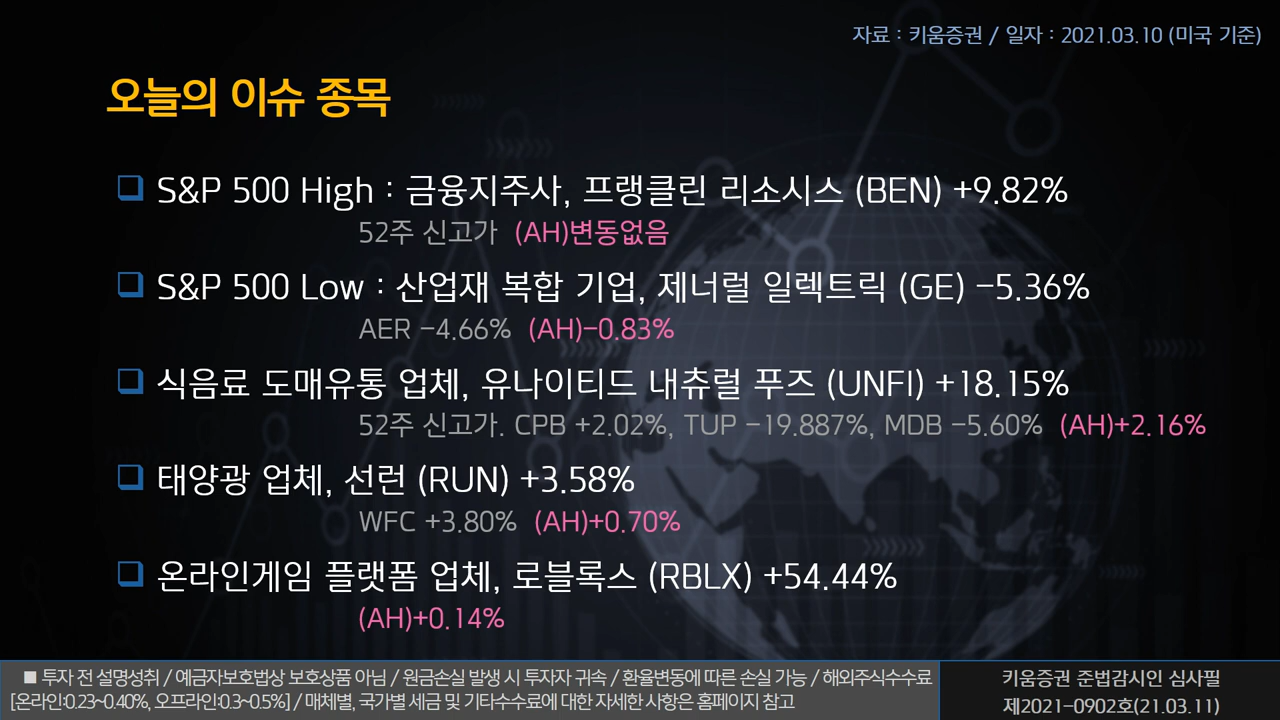 자료 : 키움증권 / 일자 : 2021.03.10 (미국 기준)
오늘의 이슈 종목
❑ S&P 500 High : 금융지주사, 프랭클린 리소시스 (BEN) +9.82%
52주 신고가 (AH)변동없음
❑ S&P 500 Low : 산업재 복합 기업, 제너럴 일렉트릭 (GE) −5.36%
AER −4.66% (AH)−0.83%
❑ 식음료 도매유통 업체, 유나이티드 내츄럴 푸즈 (UNFI) +18.15%
52주 신고가. CPB +2.02%, TUP −19.887%, MDB −5.60% (AH)+2.16%
❑ 태양광 업체, 선런 (RUN) +3.58%
WFC +3.80% (AH)+0.70%
❑ 온라인게임 플랫폼 업체, 로블록스 (RBLX) +54.44%
(AH)+0.14%
■ 투자 전 설명성취 / 예금자보호법상 보호상품 아님 / 원금손실 발생 시 투자자 귀속 / 환율변동에 따른 손실 가능 / 해외주식수수료
[온라인:0.23~0.40%, 오프라인:0.3~0.5%] / 매체별, 국가별 세금 및 기타수수료에 대한 자세한 사항은 홈페이지 참고
키움증권 준법감시인 심사필
제2021-0902호(21.03.11)